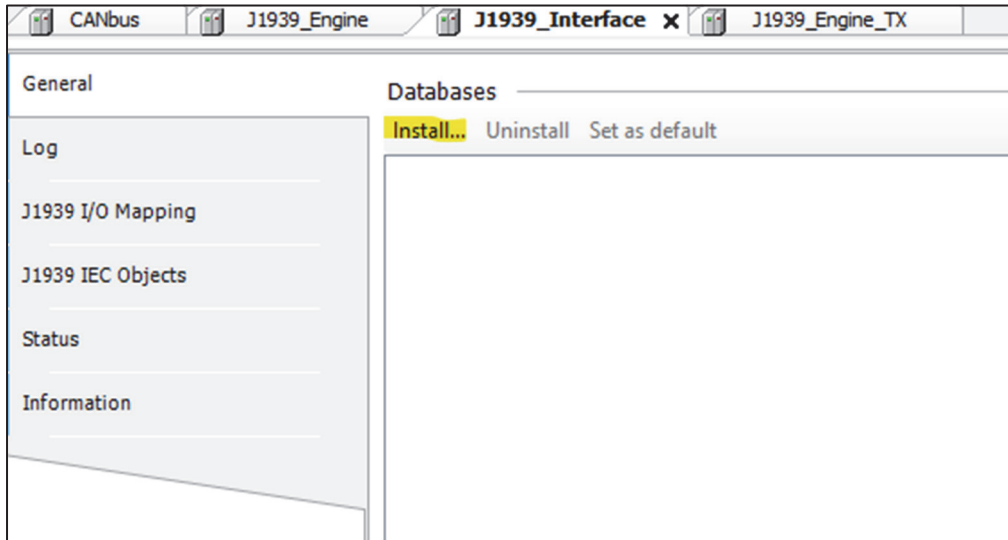 CANbus J1939_Engine J1939_Interface J1939_Engine_TX
General
Databases
Install... Uninstall Set as default
Log
J1939 I/O Mapping
J1939 IEC Objects
Status
Information